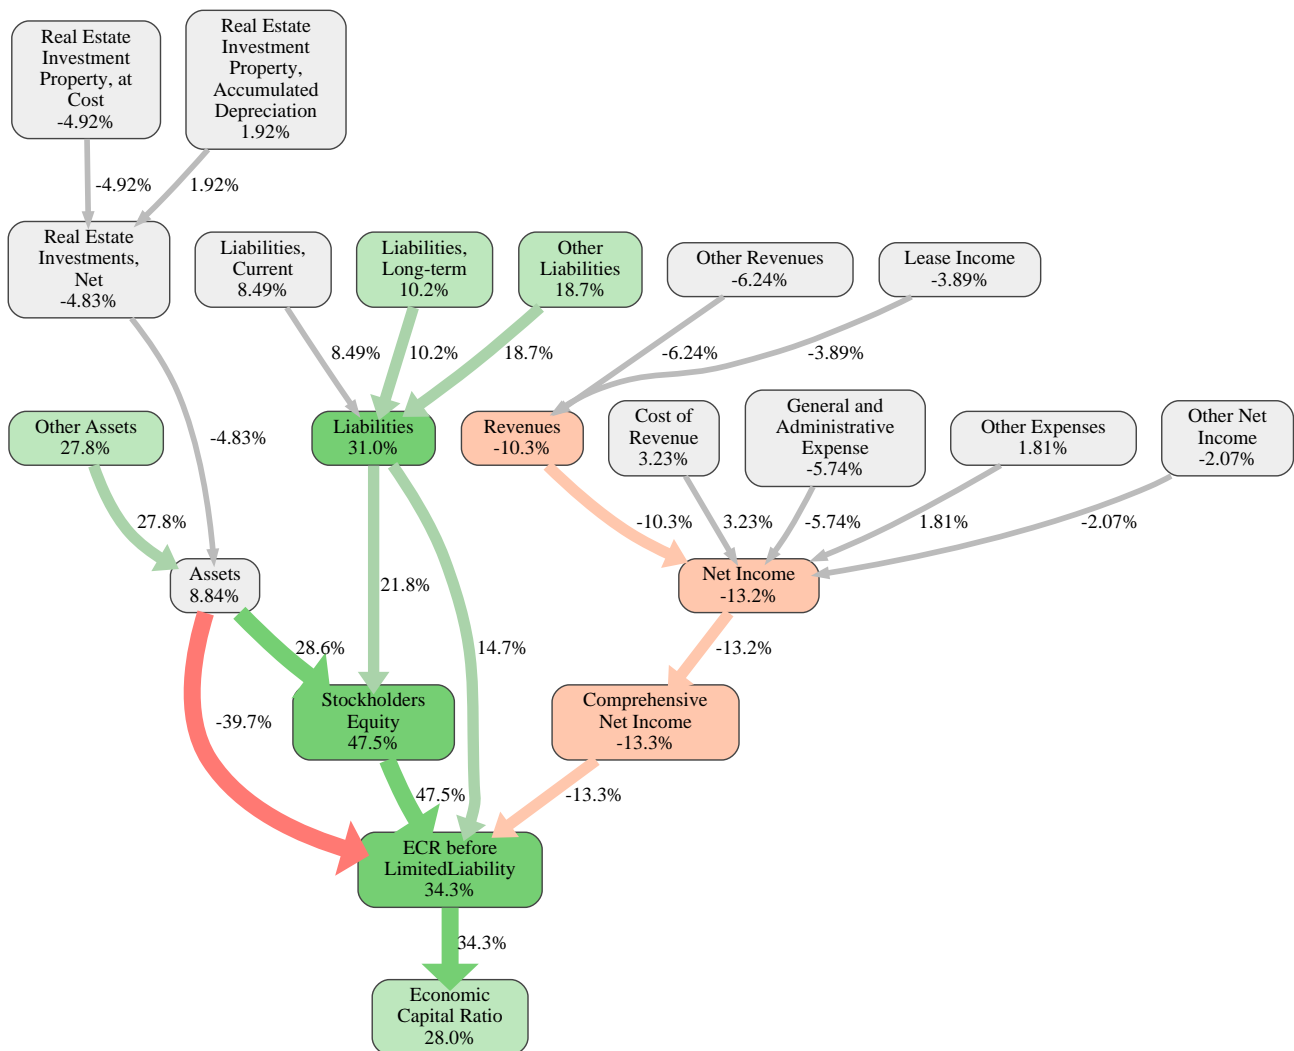 Real Estate
Investment
Property, at
Cost
-4.92%
Real Estate
Investment
Property,
Accumulated
Depreciation
1.92%
-4.92%
1.92%
Real Estate
Investments,
Net
-4.83%
Liabilities,
Current
8.49%
Liabilities,
Long-term
10.2%
Other
Liabilities
18.7%
Other Revenues
-6.24%
Lease Income
-3.89%
8.49%
10.2%
18.7%
-6.24%
-3.89%
Other Assets
27.8%
-4.83%
Liabilities
31.0%
Revenues
-10.3%
Cost of
Revenue
3.23%
General and
Administrative
Expense
-5.74%
Other Expenses
1.81%
Other Net
Income
-2.07%
27.8%
-10.3%
3.23%
-5.74%
1.81%
-2.07%
Assets
8.84%
21.8%
Net Income
-13.2%
28.6%
14.7%
-13.2%
-39.7%
Stockholders
Equity
47.5%
Comprehensive
Net Income
-13.3%
47.5%
-13.3%
ECR before
LimitedLiability
34.3%
34.3%
Economic
Capital Ratio
28.0%